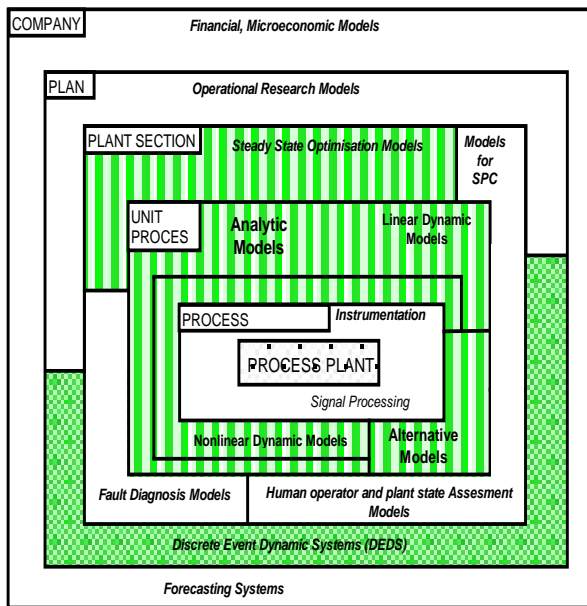 COMPANY
Financial, Microeconomic Models
PLAN
Operational Research Models
PLANT SECTION
Steady State Optimisation Models
Models
for
SPC
UNIT
PROCES
Analytic
Models
Linear Dynamic
Models
PROCESS
Instrumentation
PROCESS PLANT
Signal Processing
Nonlinear Dynamic Models
Alternative
Models
Fault Diagnosis Models
Human operator and plant state Assesment
Models
Discrete Event Dynamic Systems (DEDS)
Forecasting Systems